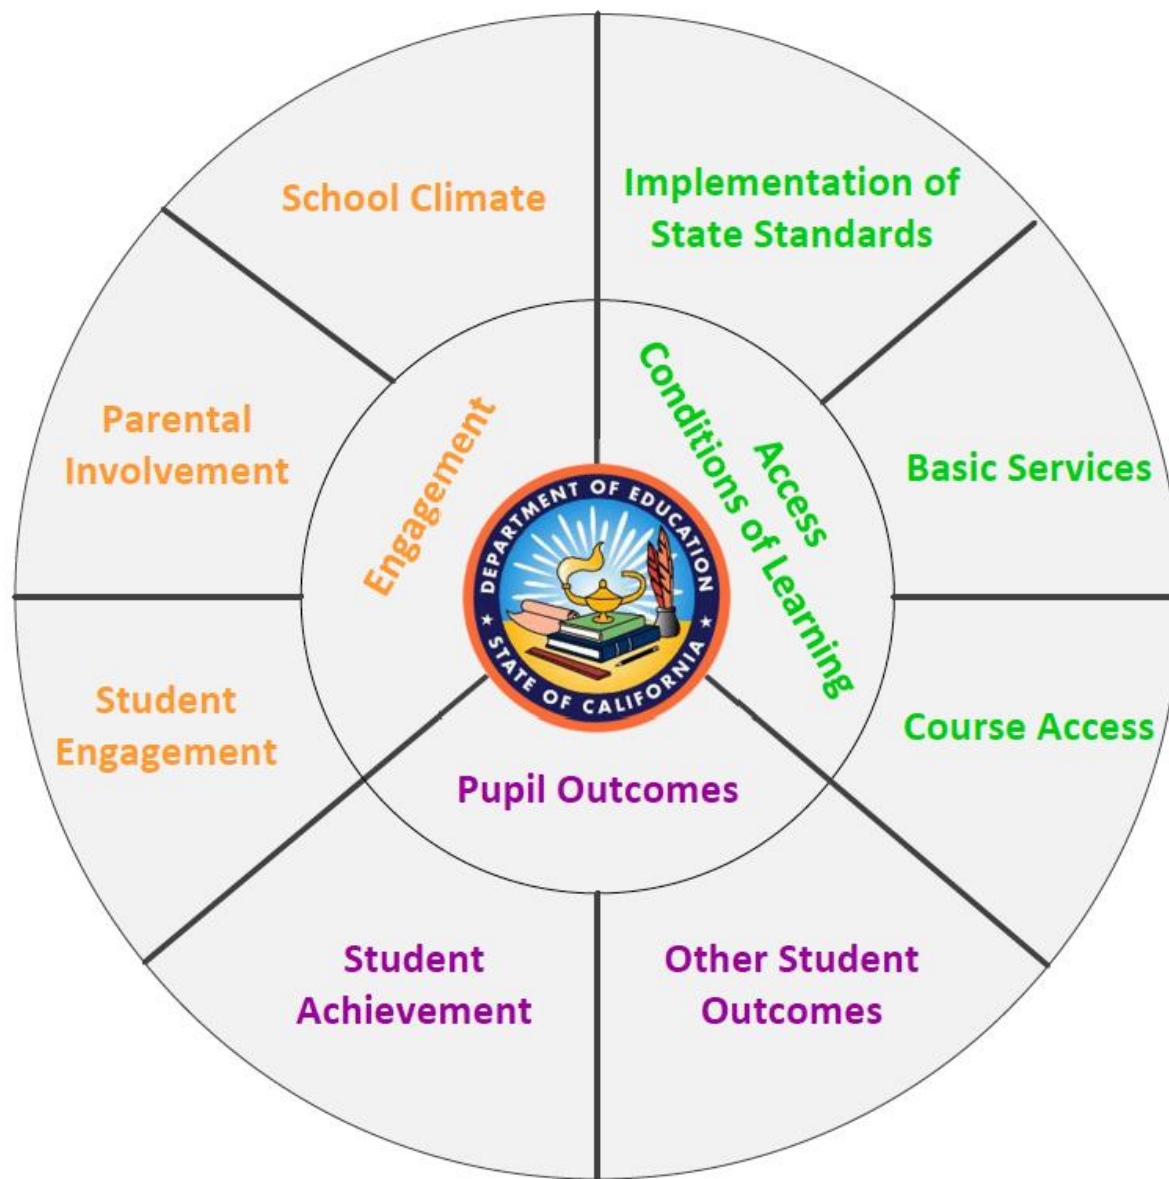 School Climate
Implementation of
State Standards
Parental
Involvement
Engagement
Access
Conditions of Learning
Basic Services
DEPARTMENT OF EDUCATION
STATE OF CALIFORNIA
Student
Engagement
Course Access
Pupil Outcomes
Student
Achievement
Other Student
Outcomes